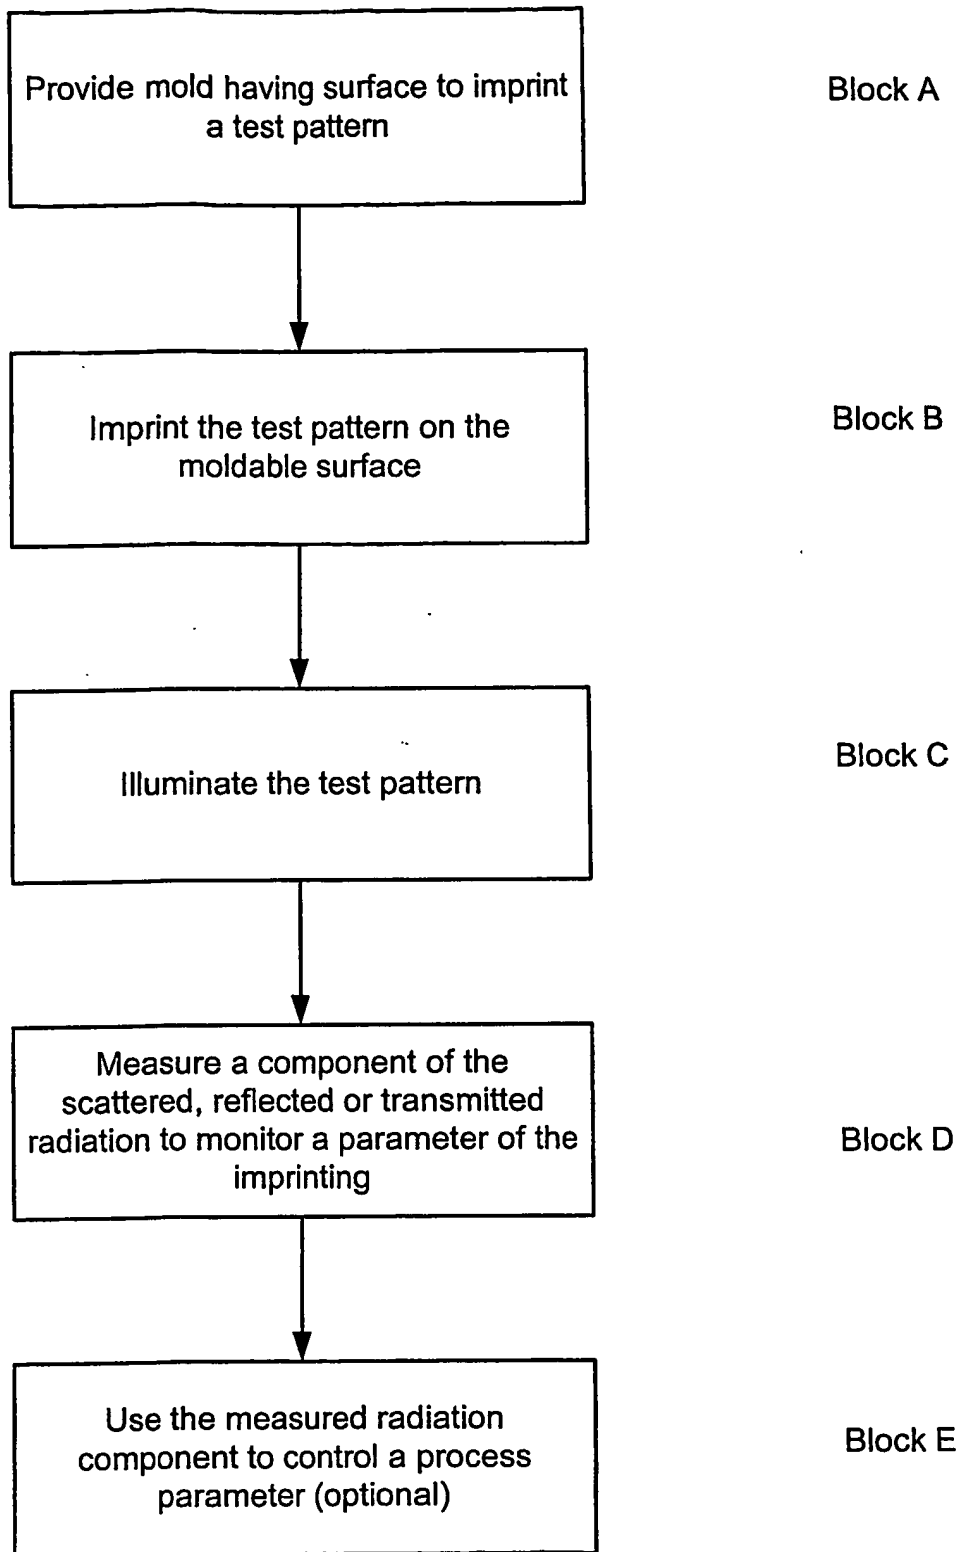 Provide mold having surface to imprint
a test pattern
Block A
Imprint the test pattern on the
moldable surface
Block B
Illuminate the test pattern
Block C
Measure a component of the
scattered, reflected or transmitted
radiation to monitor a parameter of the
imprinting
Block D
Use the measured radiation
component to control a process
parameter (optional)
Block E